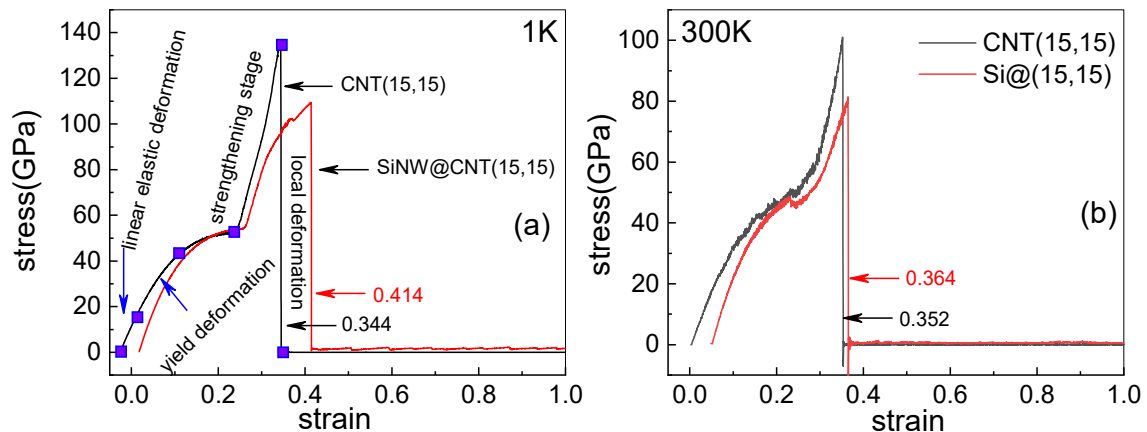 1K
CNT(15,15)
SiNW@CNT(15,15)
linear elastic deformation
yield deformation
strengthening stage
local deformation
0.414
0.344
(a)
stress(GPa)
140
120
100
80
60
40
20
0
0.0 0.2 0.4 0.6 0.8 1.0
strain
300K
CNT(15,15)
Si@(15,15)
0.364
0.352
(b)
stress(GPa)
100
80
60
40
20
0
0.0 0.2 0.4 0.6 0.8 1.0
strain